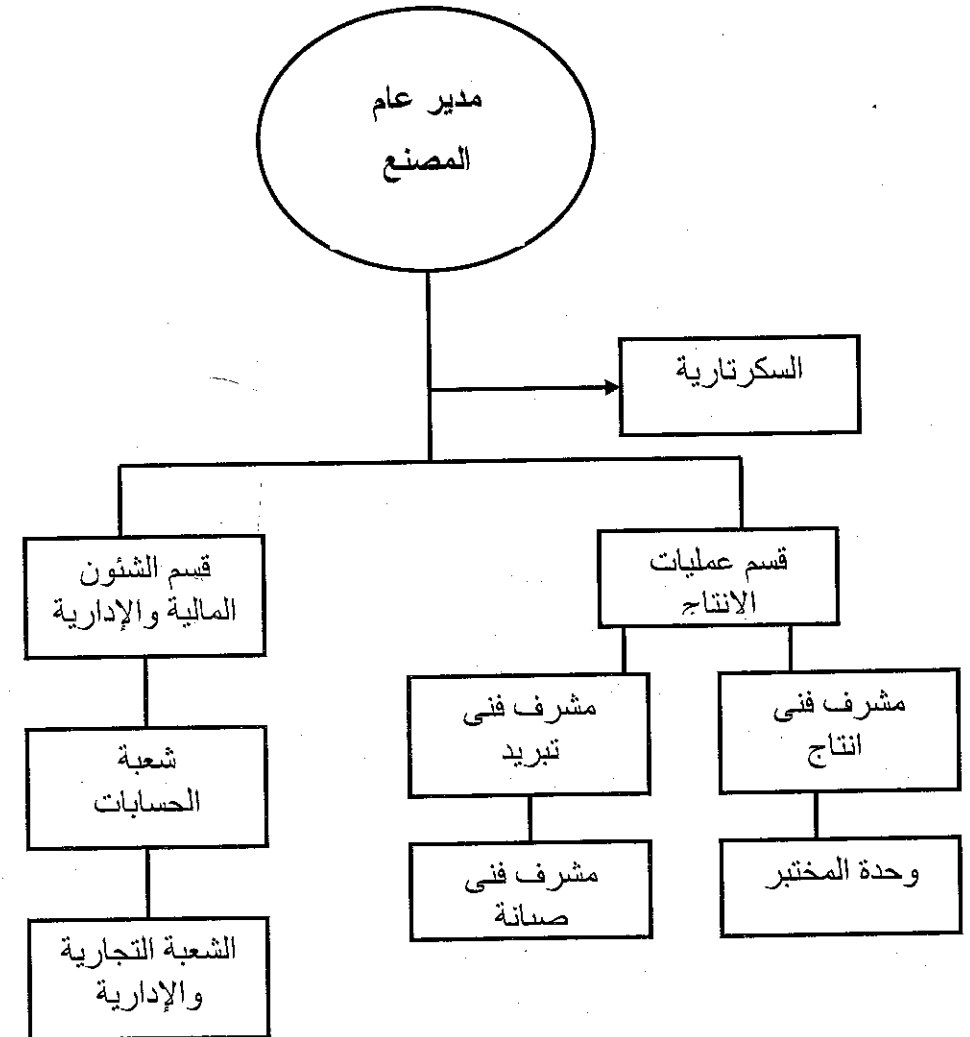 مدير عام
المصنع
السكرتارية
قسم عمليات
الانتاج
قسم الشئون
المالية والإدارية
مشرف فنى
انتاج
مشرف فنى
تبريد
شعبة
الحسابات
وحدة المختبر
مشرف فنى
صيانة
الشعبة التجارية
والإدارية